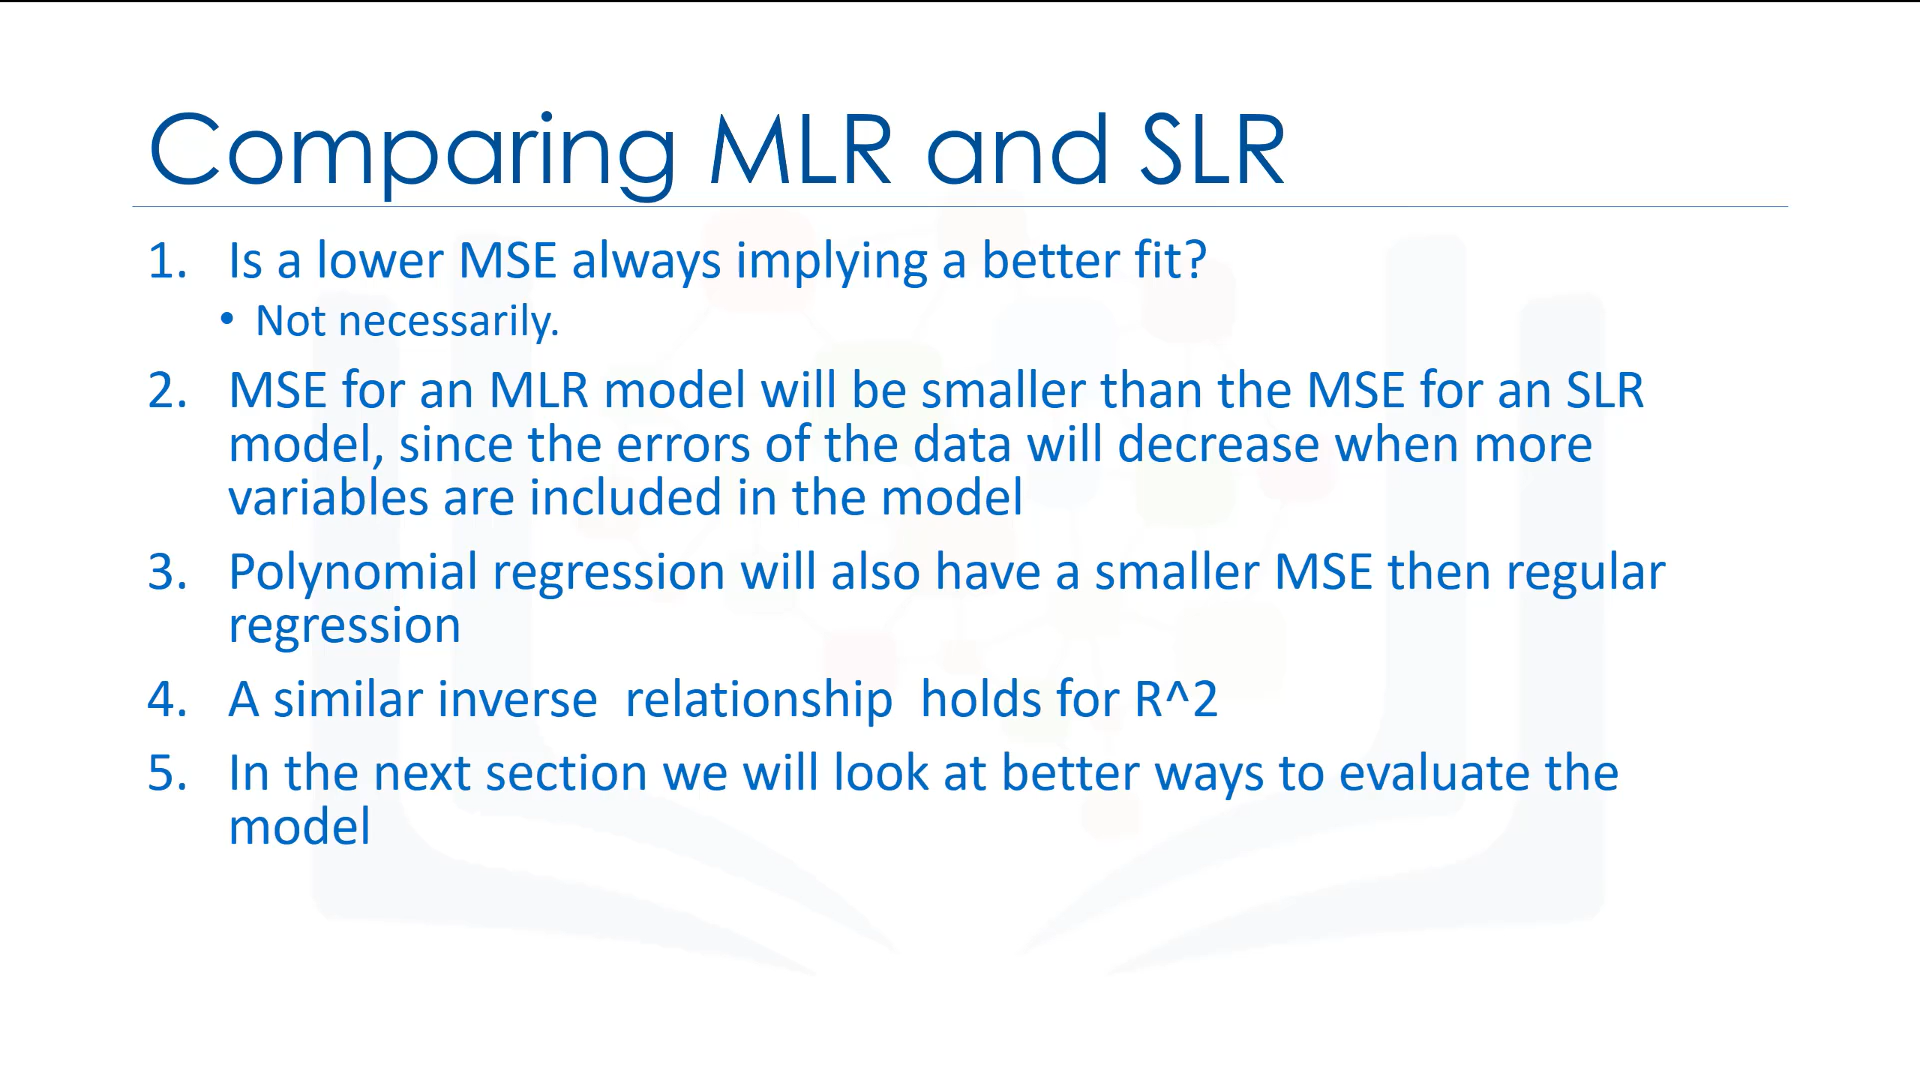 Comparing MLR and SLR
1. Is a lower MSE always implying a better fit?
• Not necessarily.
2. MSE for an MLR model will be smaller than the MSE for an SLR
model, since the errors of the data will decrease when more
variables are included in the model
3. Polynomial regression will also have a smaller MSE then regular
regression
4. A similar inverse  relationship  holds for R^2
5. In the next section we will look at better ways to evaluate the
model